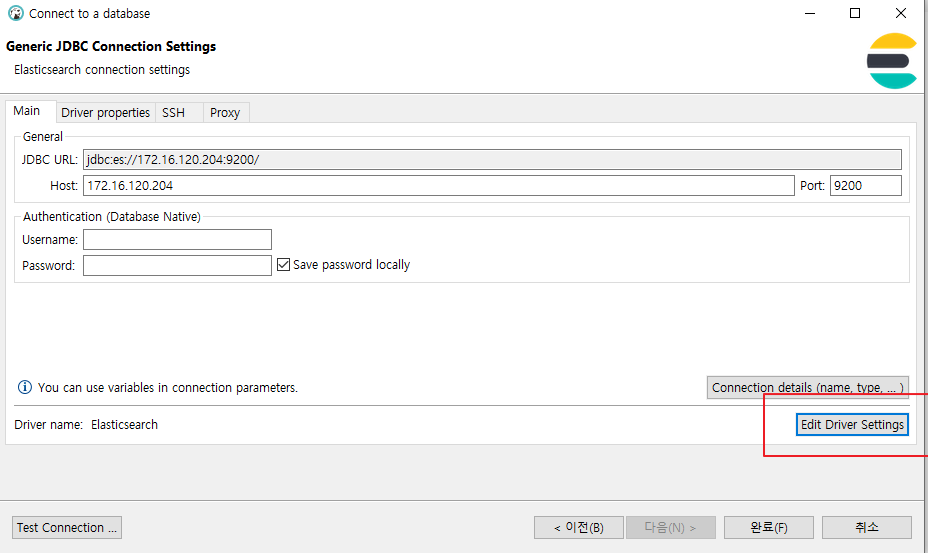 Connect to a database
Generic JDBC Connection Settings
Elasticsearch connection settings
Main Driver properties SSH Proxy
General
JDBC URL: jdbc:es://172.16.120.204:9200/
Host: 172.16.120.204 Port: 9200
Authentication (Database Native)
Username:
Password: Save password locally
You can use variables in connection parameters.
Connection details (name, type, ... )
Driver name: Elasticsearch Edit Driver Settings
Test Connection ... < 이전(B) 다음(N) > 완료(F) 취소